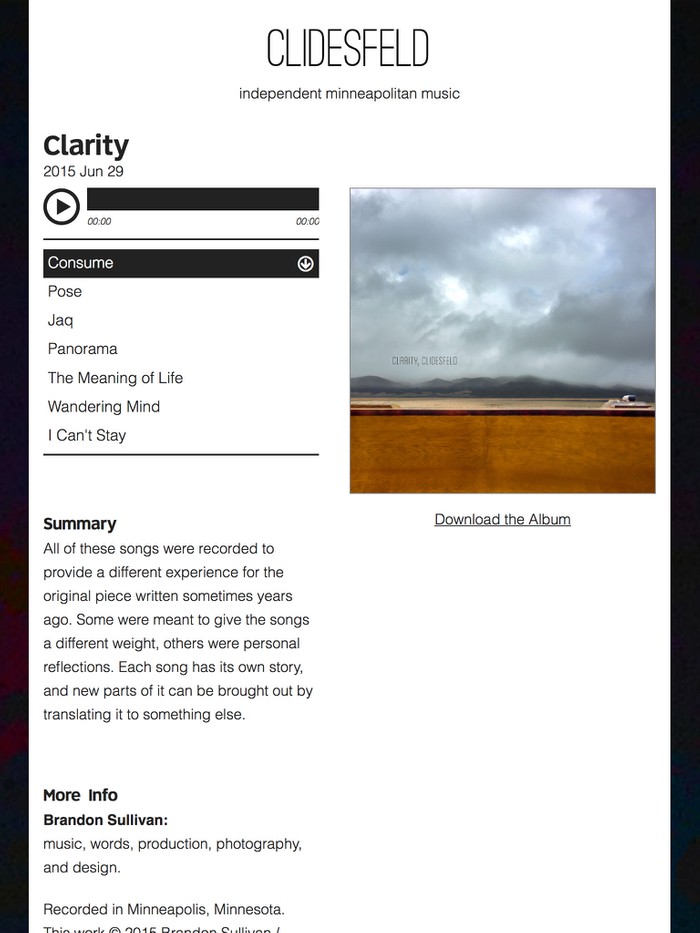 CLIDESFELD
independent minneapolitan music
Clarity
2015 Jun 29
00:00 00:00
Consume
Pose
Jaq
Panorama
The Meaning of Life
Wandering Mind
I Can't Stay
CLARITY, CLIDESFELD
Download the Album
Summary
All of these songs were recorded to
provide a different experience for the
original piece written sometimes years
ago. Some were meant to give the songs
a different weight, others were personal
reflections. Each song has its own story,
and new parts of it can be brought out by
translating it to something else.
More Info
Brandon Sullivan:
music, words, production, photography,
and design.
Recorded in Minneapolis, Minnesota.
This work © 2015 Brandon Sullivan /